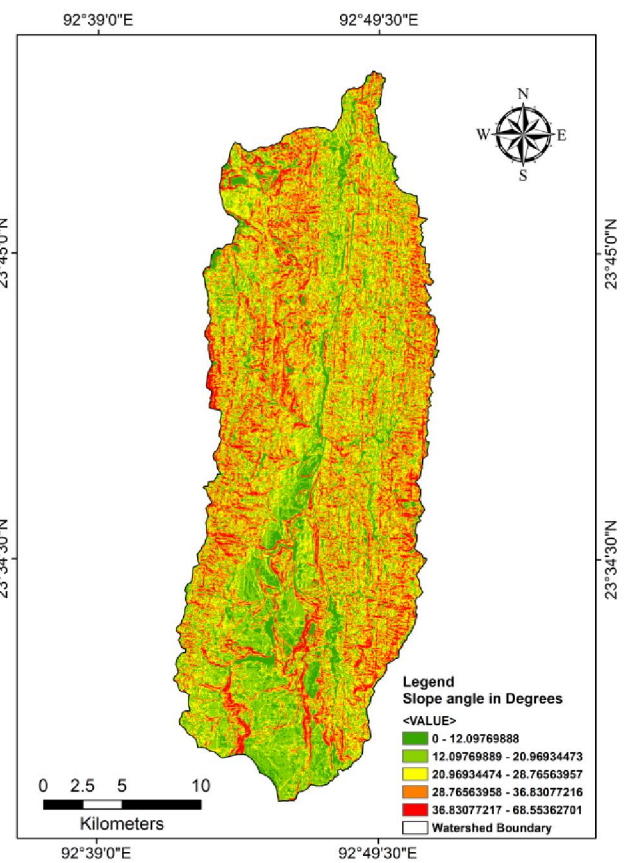 92°39'0"E 92°49'30"E
N
W E
S
23°45'0"N 23°45'0"N
23°34'30"N 23°34'30"N
Legend
Slope angle in Degrees
<VALUE>
0 - 12.09769888
12.09769889 - 20.96934473
20.96934474 - 28.76563957
28.76563958 - 36.83077216
36.83077217 - 68.55362701
Watershed Boundary
0 2.5 5 10
Kilometers
92°39'0"E 92°49'30"E